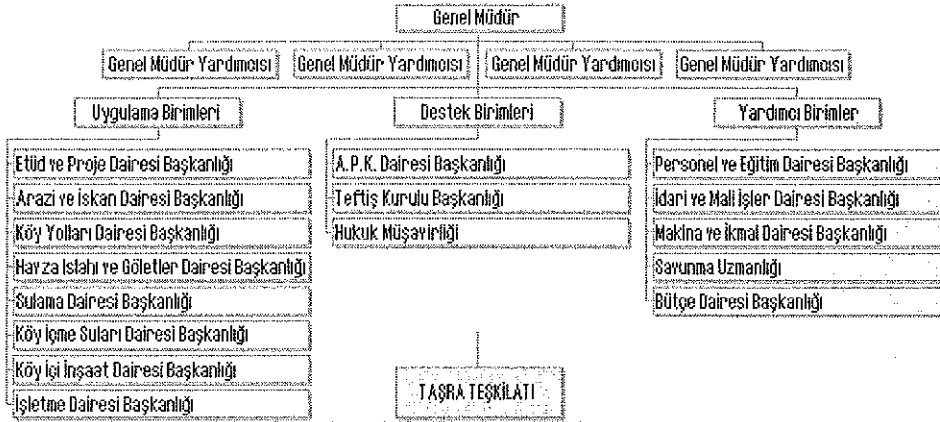 Genel Müdür
Genel Müdür Yardımcısı
Genel Müdür Yardımcısı
Genel Müdür Yardımcısı
Genel Müdür Yardımcısı
Uygulama Birimleri
Etüd ve Proje Dairesi Başkanlığı
Arazi ve İskan Dairesi Başkanlığı
Köy Yolları Dairesi Başkanlığı
Havza Islahı ve Göletler Dairesi Başkanlığı
Sulama Dairesi Başkanlığı
Köy İçme Suları Dairesi Başkanlığı
Köy İçi İnşaat Dairesi Başkanlığı
İşletme Dairesi Başkanlığı
Destek Birimleri
A.P.K. Dairesi Başkanlığı
Teftiş Kurulu Başkanlığı
Hukuk Müşavirliği
Yardımcı Birimler
Personel ve Eğitim Dairesi Başkanlığı
İdari ve Mali İşler Dairesi Başkanlığı
Makina ve İkmal Dairesi Başkanlığı
Savunma Uzmanlığı
Bütçe Dairesi Başkanlığı
TAŞRA TEŞKİLATI